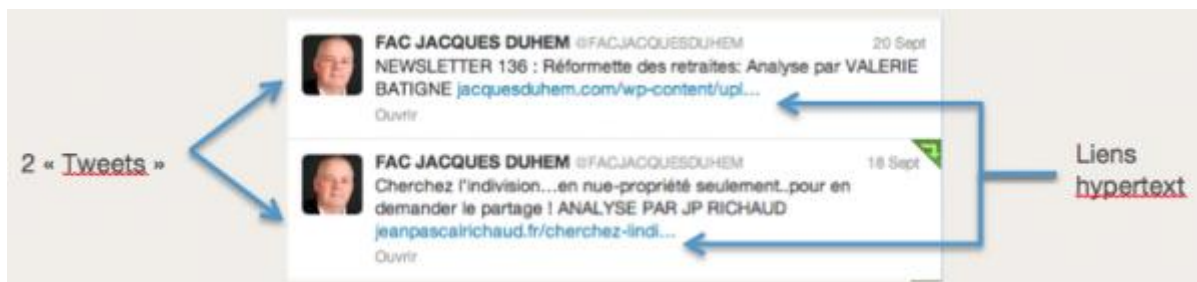 FAC JACQUES DUHEM @FACJACQUESDUHEM 20 Sept
NEWSLETTER 136 : Réformette des retraites: Analyse par VALERIE
BATIGNE jacquesduhem.com/wp-content/upl...
Ouvrir
2 « Tweets »
FAC JACQUES DUHEM @FACJACQUESDUHEM 18 Sept
Cherchez l'indivision...en nue-propriété seulement..pour en
demander le partage ! ANALYSE PAR JP RICHAUD
jeanpascalrichaud.fr/cherchez-lindi...
Ouvrir
Liens
hypertext